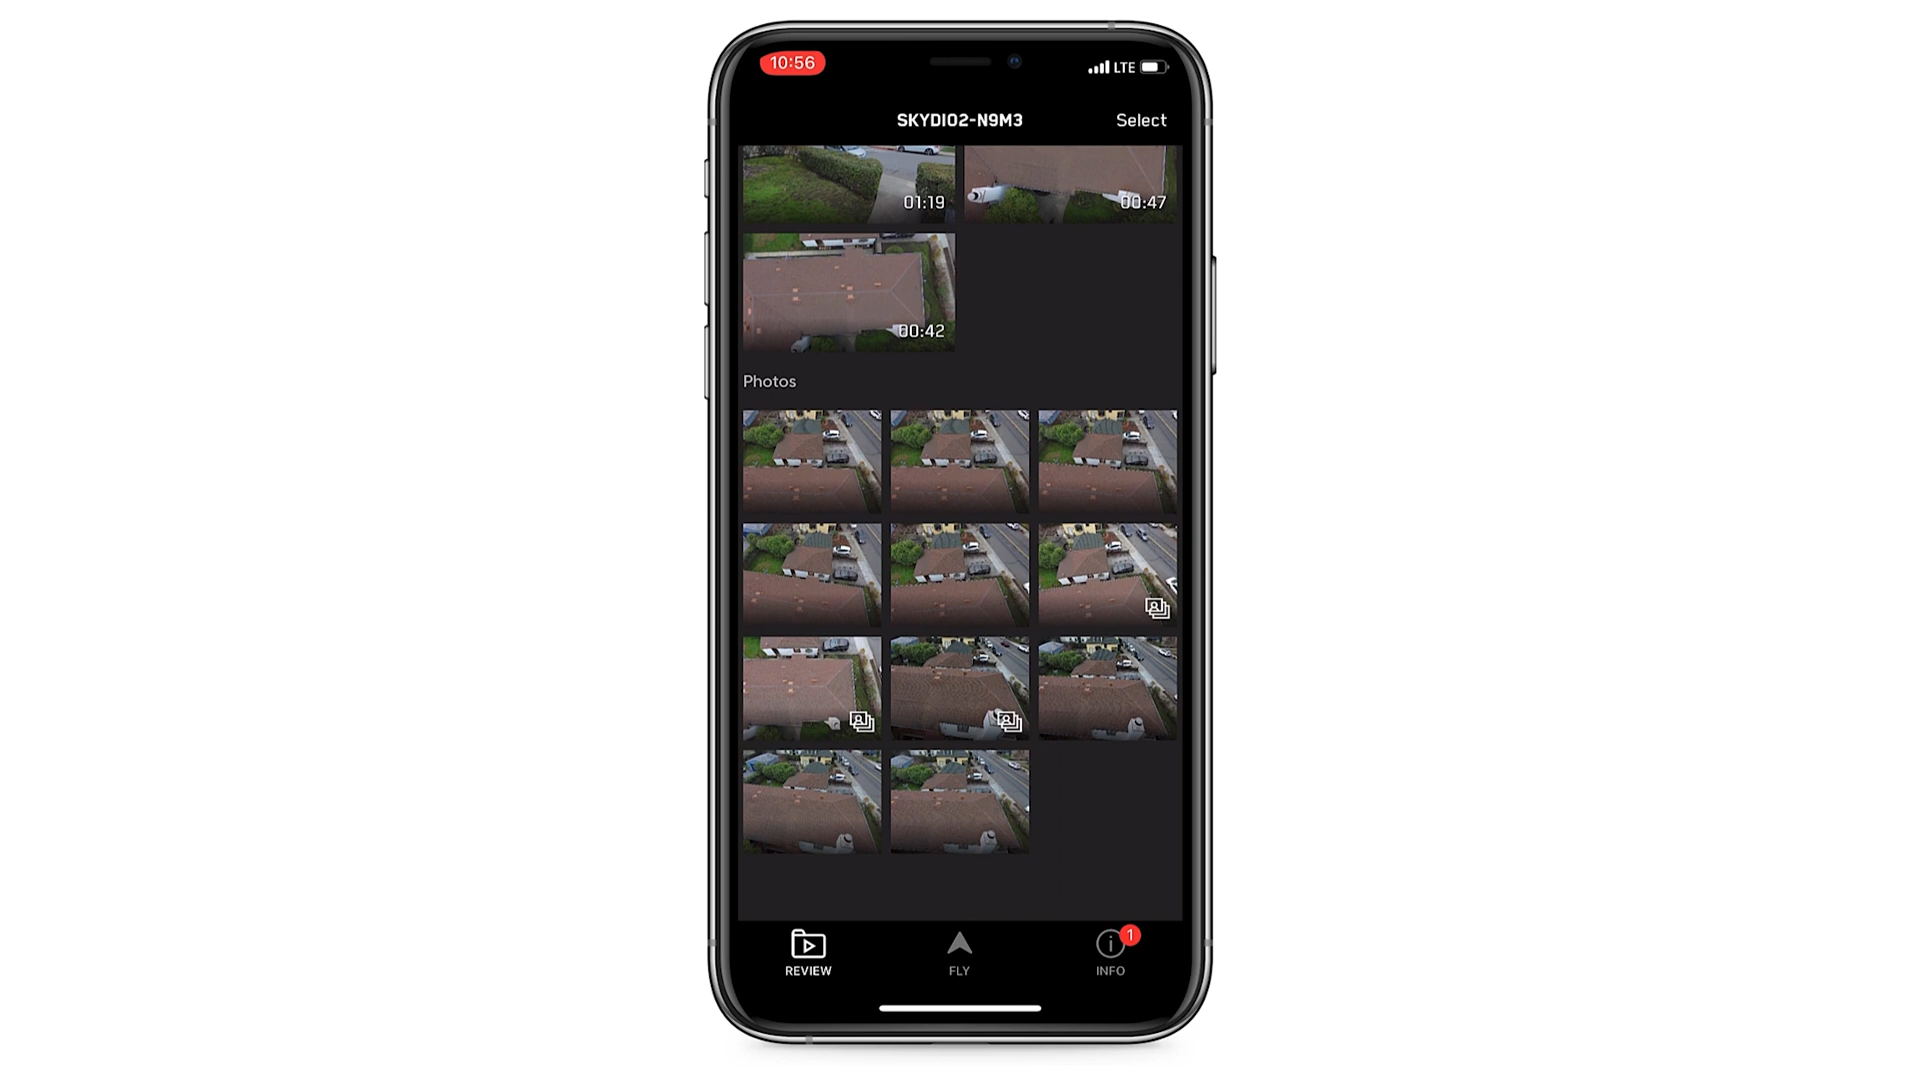 10:56
LTE
SKYDIO2-N9M3
Select
01:19
00:47
00:42
Photos
1
REVIEW
FLY
INFO